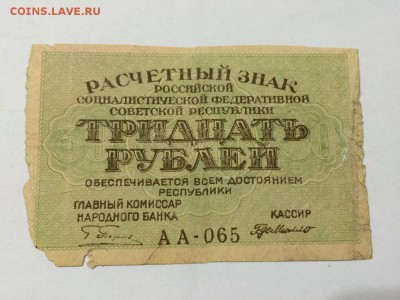 COINS.LAVE.RU
РАСЧЕТНЫЙ ЗНАК
РОССИЙСКОЙ
СОЦИАЛИСТИЧЕСКОЙ ФЕДЕРАТИВНОЙ
СОВЕТСКОЙ РЕСПУБЛИКИ
ТРИДЦАТЬ
РУБЛЕЙ
ОБЕСПЕЧИВАЕТСЯ ВСЕМ ДОСТОЯНИЕМ
РЕСПУБЛИКИ
ГЛАВНЫЙ КОМИССАР
НАРОДНОГО БАНКА
КАССИР
АА-065